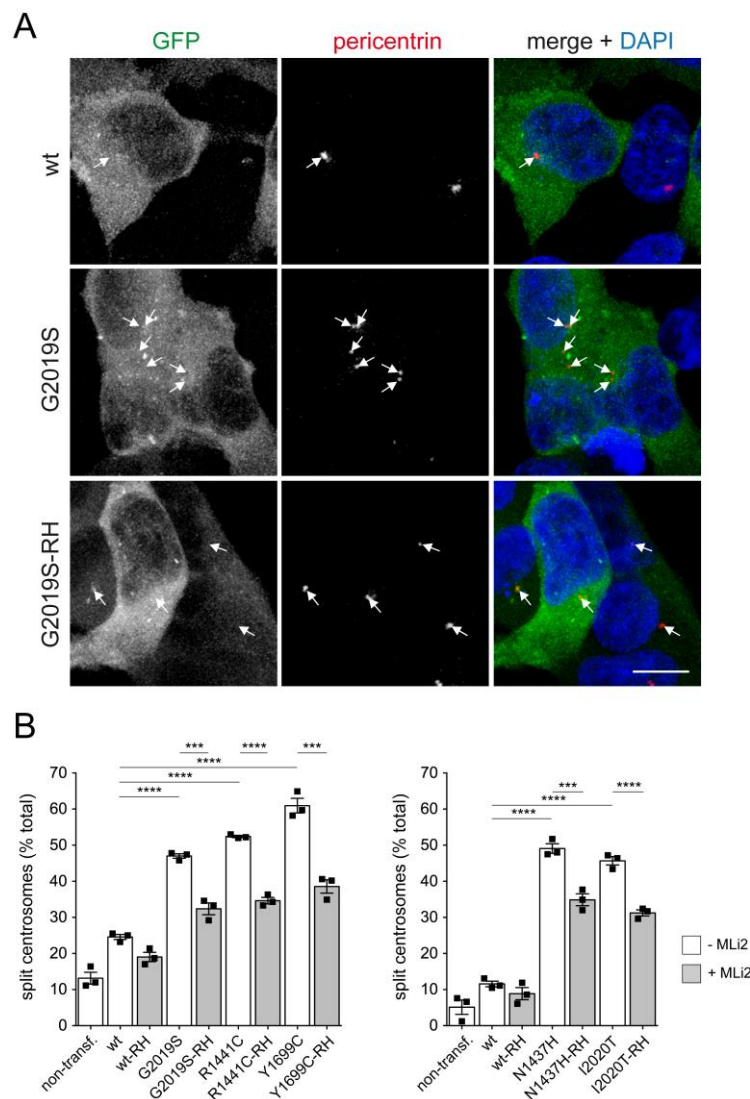 A
GFP
pericentrin
merge + DAPI
wt
G2019S
G2019S-RH
B
****
****
****
***
****
***
split centrosomes (% total)
70
60
50
40
30
20
10
0
non-transf.
wt
wt-RH
G2019S
G2019S-RH
R1441C
R1441C-RH
Y1699C
Y1699C-RH
****
****
***
****
split centrosomes (% total)
70
60
50
40
30
20
10
0
non-transf.
wt
wt-RH
N1437H
N1437H-RH
I2020T
I2020T-RH
- MLi2
+ MLi2